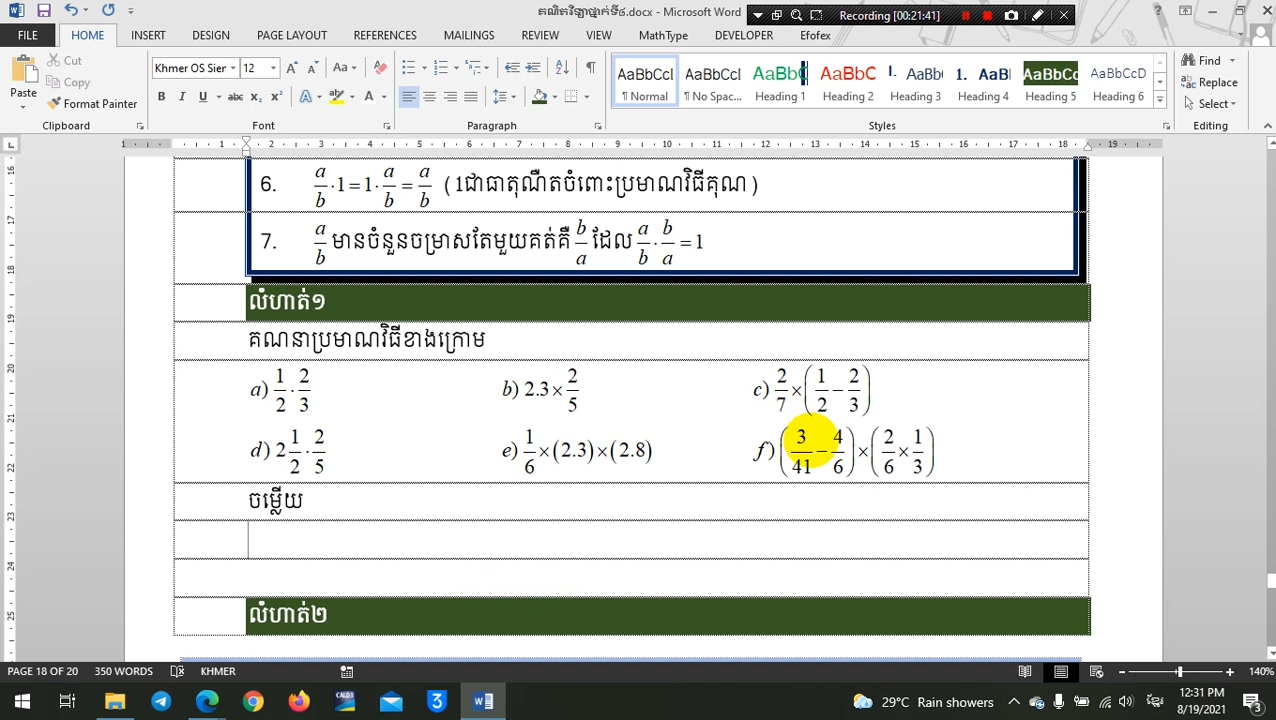 គណិតវិទ្យាថ្នាក់ទី៨.docx - Microsoft Word
Recording [00:21:41]
FILE HOME INSERT DESIGN PAGE LAYOUT REFERENCES MAILINGS REVIEW VIEW MathType DEVELOPER Efofex
Cut
Copy
Format Painter
Paste
Khmer OS Sier 12
AaBbCcI AaBbCcI AaBbC AaBbCcI AaBbC 1. AaB AaBbCcI AaBbCcD
¶ Normal ¶ No Spac... Heading 1 Heading 2 Heading 3 Heading 4 Heading 5 Heading 6
Find
Replace
Select
Clipboard Font Paragraph Styles Editing
6. a/b·1=1·a/b=a/b (1ជាធាតុណឺតចំពោះប្រមាណវិធីគុណ)
7. a/b មានចំនួនច្រាសតែមួយគត់គឺ b/a ដែល a/b·b/a=1
លំហាត់១
គណនាប្រមាណវិធីខាងក្រោម
a) 1/2·2/3 b) 2.3×2/5 c) 2/7×(1/2−2/3)
d) 2 1/2·2/5 e) 1/6×(2.3)×(2.8) f) (3/41−4/6)×(2/6×1/3)
ចម្លើយ
លំហាត់២
PAGE 18 OF 20 350 WORDS KHMER 140%
29°C Rain showers 12:31 PM
8/19/2021